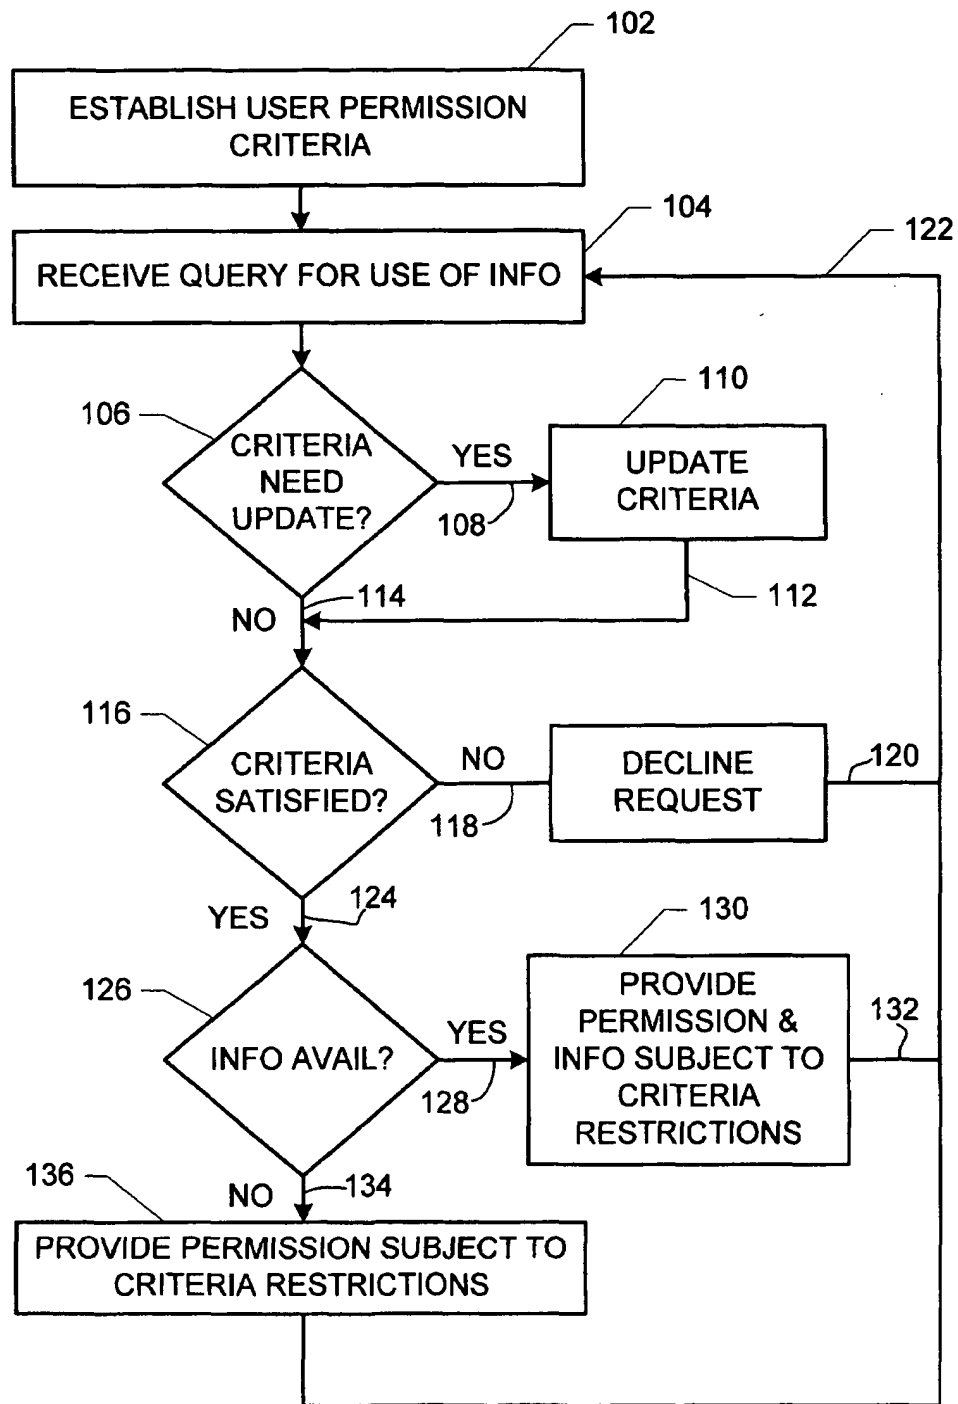 102
ESTABLISH USER PERMISSION
CRITERIA
104
122
RECEIVE QUERY FOR USE OF INFO
106
CRITERIA
NEED
UPDATE?
YES
108
110
UPDATE
CRITERIA
112
114
NO
116
CRITERIA
SATISFIED?
NO
118
DECLINE
REQUEST
120
YES
124
126
INFO AVAIL?
YES
128
130
PROVIDE
PERMISSION &
INFO SUBJECT TO
CRITERIA
RESTRICTIONS
132
NO
134
136
PROVIDE PERMISSION SUBJECT TO
CRITERIA RESTRICTIONS